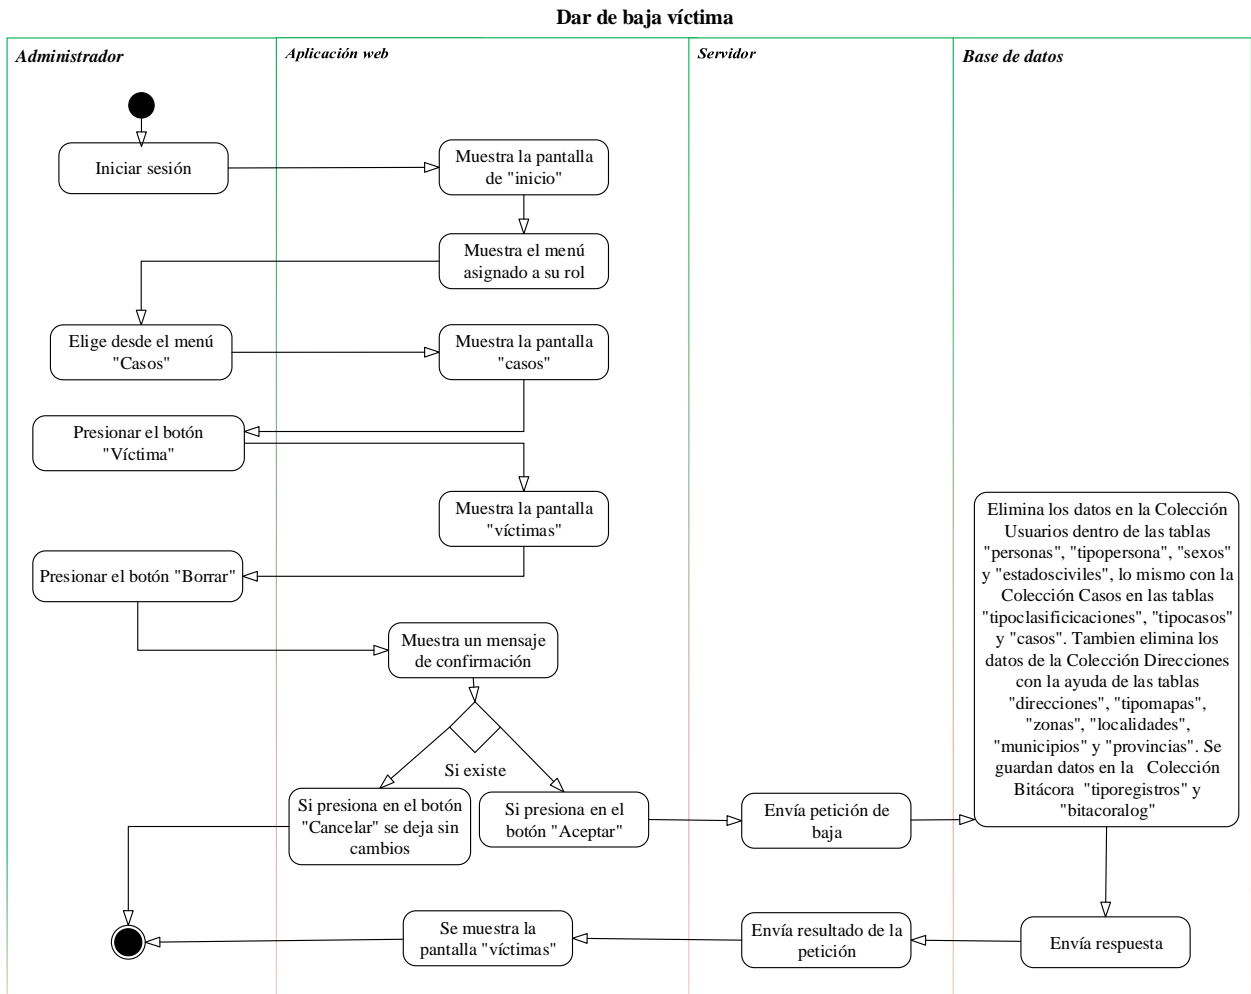 Dar de baja víctima
Administrador
Aplicación web
Servidor
Base de datos
Iniciar sesión
Muestra la pantalla
de "inicio"
Muestra el menú
asignado a su rol
Elige desde el menú
"Casos"
Muestra la pantalla
"casos"
Presionar el botón
"Víctima"
Muestra la pantalla
"víctimas"
Presionar el botón "Borrar"
Muestra un mensaje
de confirmación
Si existe
Si presiona en el botón
"Cancelar" se deja sin
cambios
Si presiona en el
botón "Aceptar"
Envía petición de
baja
Elimina los datos en la Colección
Usuarios dentro de las tablas
"personas", "tipopersona", "sexos"
y "estadosciviles", lo mismo con la
Colección Casos en las tablas
"tipoclasificicaciones", "tipocasos"
y "casos". Tambien elimina los
datos de la Colección Direcciones
con la ayuda de las tablas
"direcciones", "tipomapas",
"zonas", "localidades",
"municipios" y "provincias". Se
guardan datos en la Colección
Bitácora "tiporegistros" y
"bitacoralog"
Envía respuesta
Envía resultado de la
petición
Se muestra la
pantalla "víctimas"